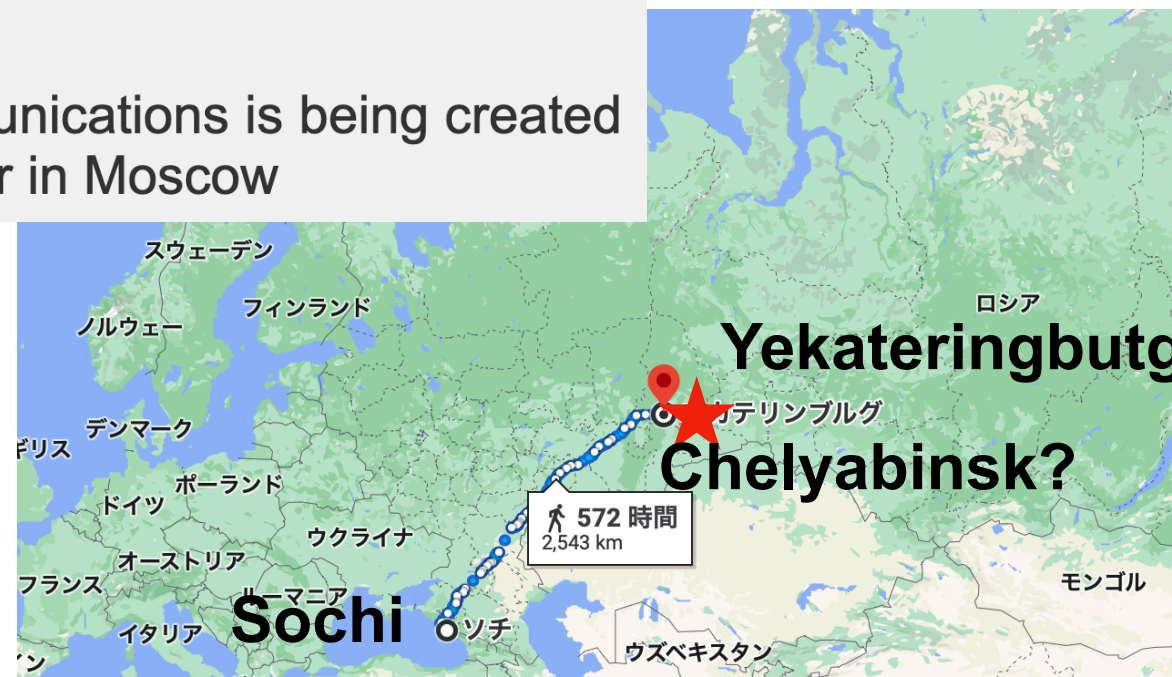 unications is being created
r in Moscow
スウェーデン
フィンランド
ノルウェー
ロシア
Yekateringbutg
カテリンブルグ
デンマーク
ギリス
Chelyabinsk?
ポーランド
ドイツ
572 時間
2,543 km
ウクライナ
オーストリア
フランス
モンゴル
ルーマニア
Sochi
ソチ
イタリア
ウズベキスタン
イン